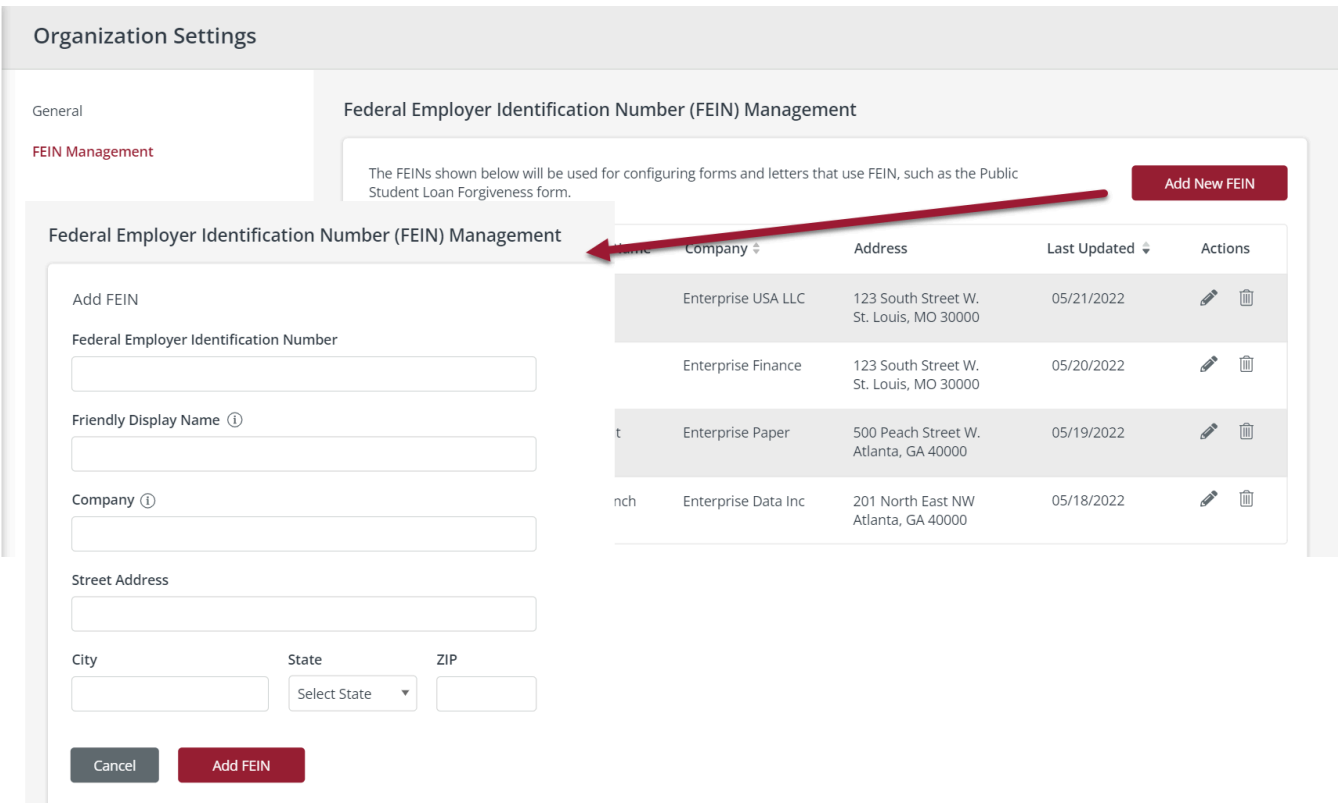 Organization Settings
General
FEIN Management
Federal Employer Identification Number (FEIN) Management
The FEINs shown below will be used for configuring forms and letters that use FEIN, such as the Public
Student Loan Forgiveness form.
Add New FEIN
Company Address Last Updated Actions
Enterprise USA LLC 123 South Street W. 05/21/2022
St. Louis, MO 30000
Enterprise Finance 123 South Street W. 05/20/2022
St. Louis, MO 30000
t Enterprise Paper 500 Peach Street W. 05/19/2022
Atlanta, GA 40000
nch Enterprise Data Inc 201 North East NW 05/18/2022
Atlanta, GA 40000
Federal Employer Identification Number (FEIN) Management
Add FEIN
Federal Employer Identification Number
Friendly Display Name
Company
Street Address
City State ZIP
Select State
Cancel Add FEIN